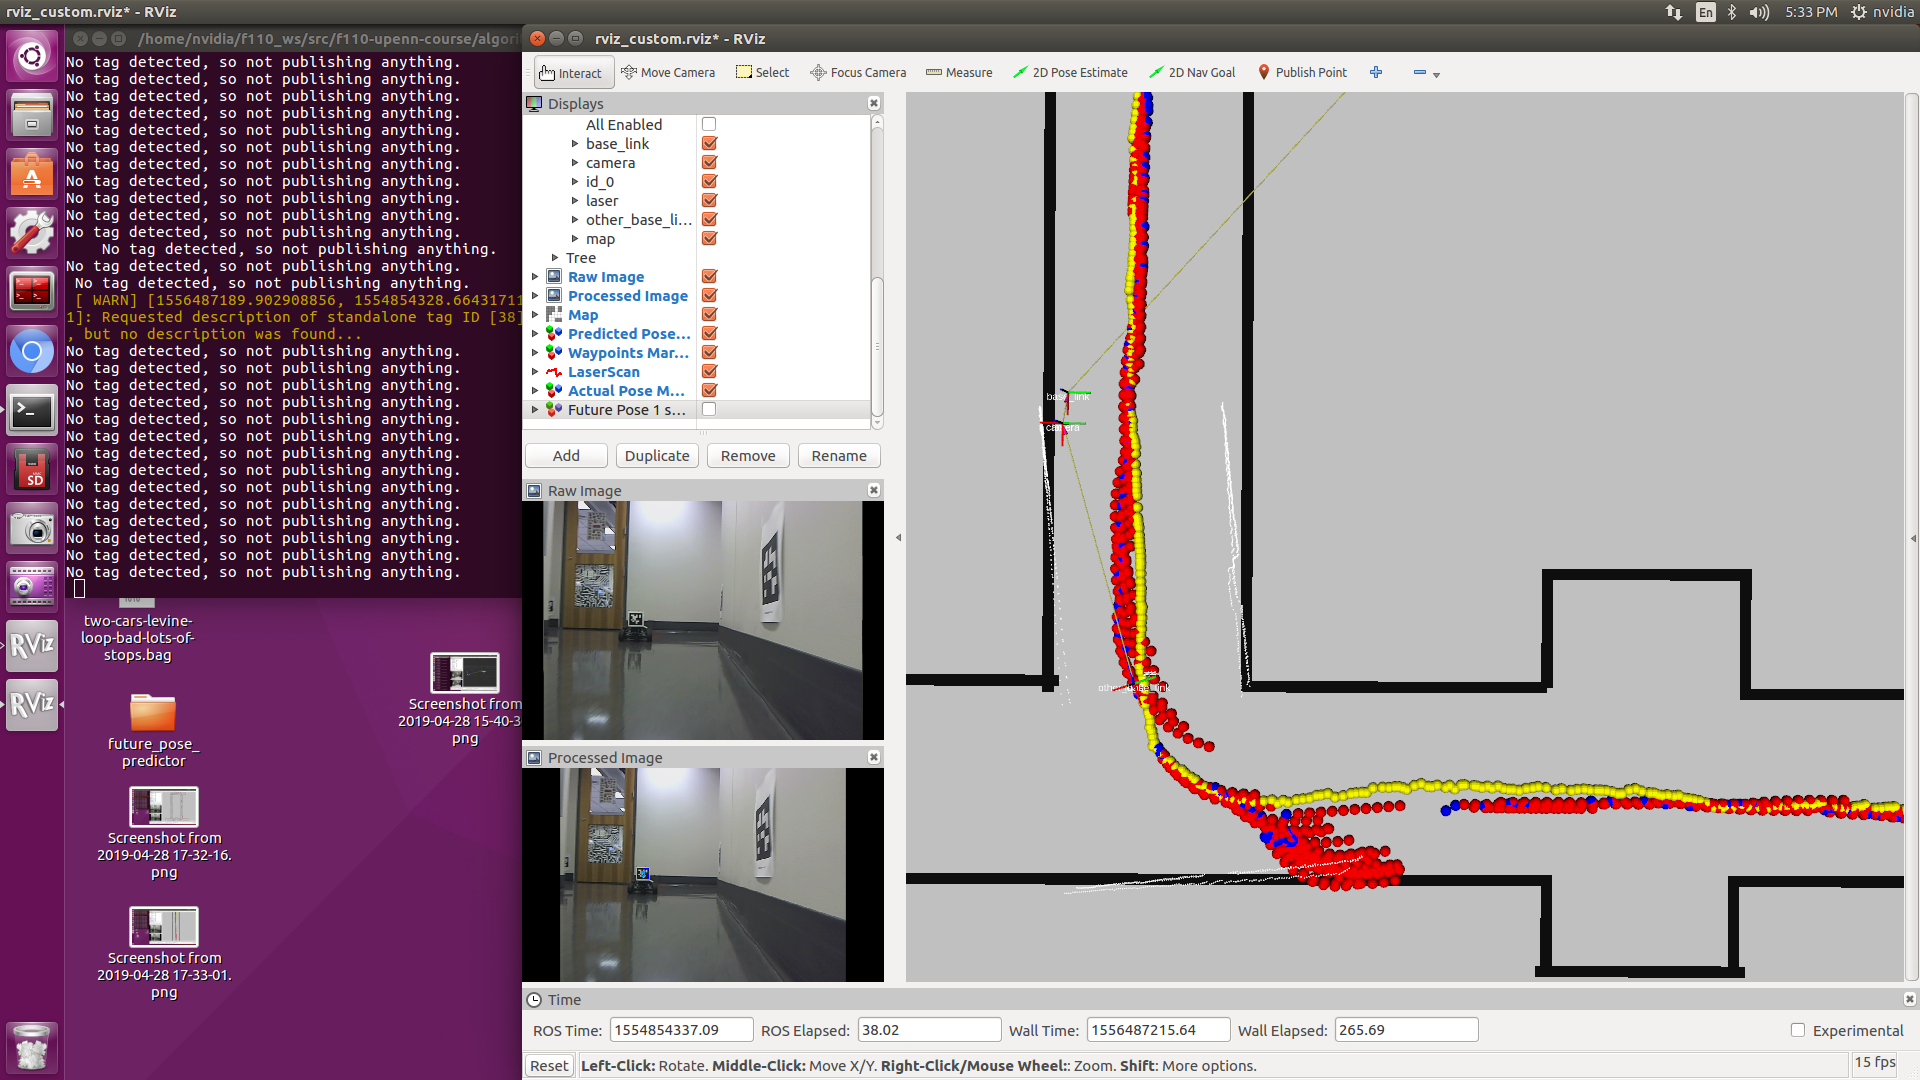 rviz_custom.rviz* - RViz
En
5:33 PM
nvidia
/home/nvidia/f110_ws/src/f110-upenn-course/algor
No tag detected, so not publishing anything.
No tag detected, so not publishing anything.
No tag detected, so not publishing anything.
No tag detected, so not publishing anything.
No tag detected, so not publishing anything.
No tag detected, so not publishing anything.
No tag detected, so not publishing anything.
No tag detected, so not publishing anything.
No tag detected, so not publishing anything.
No tag detected, so not publishing anything.
No tag detected, so not publishing anything.
No tag detected, so not publishing anything.
No tag detected, so not publishing anything.
No tag detected, so not publishing anything.
[ WARN] [1556487189.902908856, 1554854328.66431711
1]: Requested description of standalone tag ID [38]
, but no description was found...
No tag detected, so not publishing anything.
No tag detected, so not publishing anything.
No tag detected, so not publishing anything.
No tag detected, so not publishing anything.
No tag detected, so not publishing anything.
No tag detected, so not publishing anything.
No tag detected, so not publishing anything.
No tag detected, so not publishing anything.
No tag detected, so not publishing anything.
No tag detected, so not publishing anything.
No tag detected, so not publishing anything.
No tag detected, so not publishing anything.
No tag detected, so not publishing anything.
No tag detected, so not publishing anything.
SD
RViz
RViz
two-cars-levine-
loop-bad-lots-of-
stops.bag
future_pose_
predictor
Screenshot from
2019-04-28 15-40-3
png
Screenshot from
2019-04-28 17-32-16.
png
Screenshot from
2019-04-28 17-33-01.
png
rviz_custom.rviz* - RViz
Interact
Move Camera
Select
Focus Camera
Measure
2D Pose Estimate
2D Nav Goal
Publish Point
Displays
All Enabled
base_link
camera
id_0
laser
other_base_li...
map
Tree
Raw Image
Processed Image
Map
Predicted Pose...
Waypoints Mar...
LaserScan
Actual Pose M...
Future Pose 1 s...
Add
Duplicate
Remove
Rename
Raw Image
Processed Image
base_link
camera
other_base_link
Time
ROS Time: 1554854337.09
ROS Elapsed: 38.02
Wall Time: 1556487215.64
Wall Elapsed: 265.69
Experimental
Reset
Left-Click: Rotate. Middle-Click: Move X/Y. Right-Click/Mouse Wheel:: Zoom. Shift: More options.
15 fps